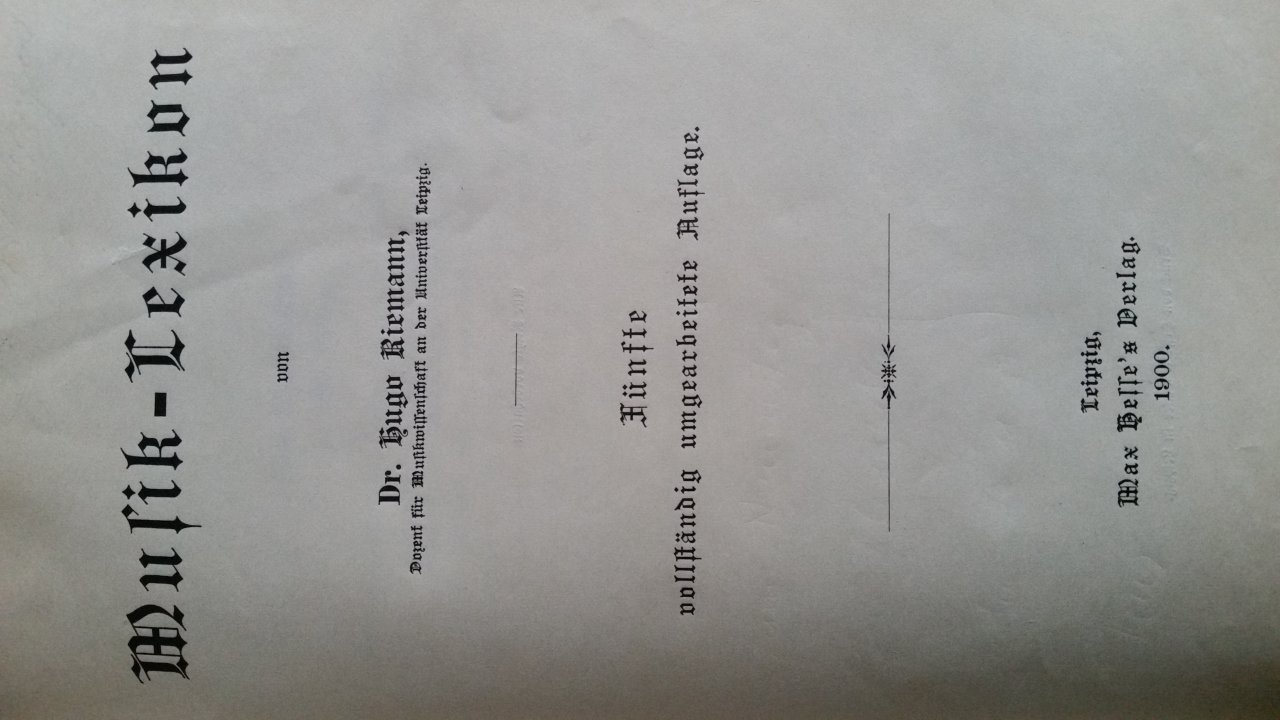 Muſik-Lexikon
von
Dr. Hugo Riemann,
Dozent für Muſikwiſſenſchaft an der Univerſität Leipzig.
Fünfte
vollſtändig umgearbeitete Auflage.
Leipzig,
Max Heſſe's Verlag.
1900.